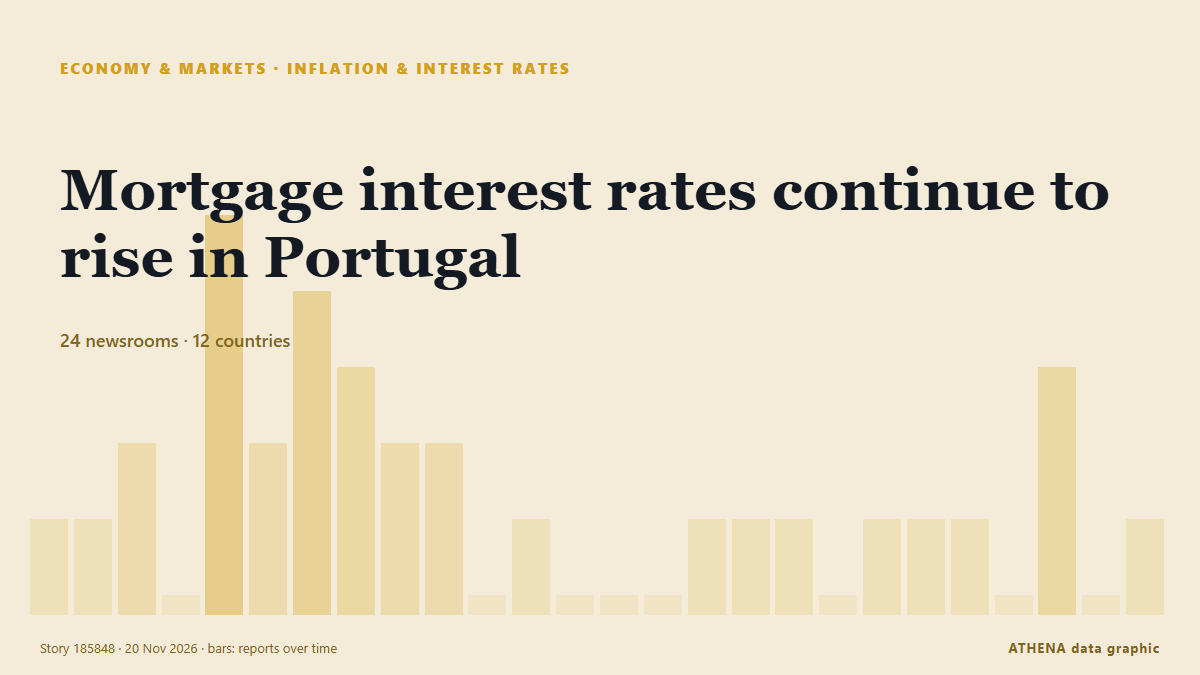 ECONOMY & MARKETS · INFLATION & INTEREST RATES
Mortgage interest rates continue to
rise in Portugal
24 newsrooms · 12 countries
Story 185848 · 20 Nov 2026 · bars: reports over time
ATHENA data graphic